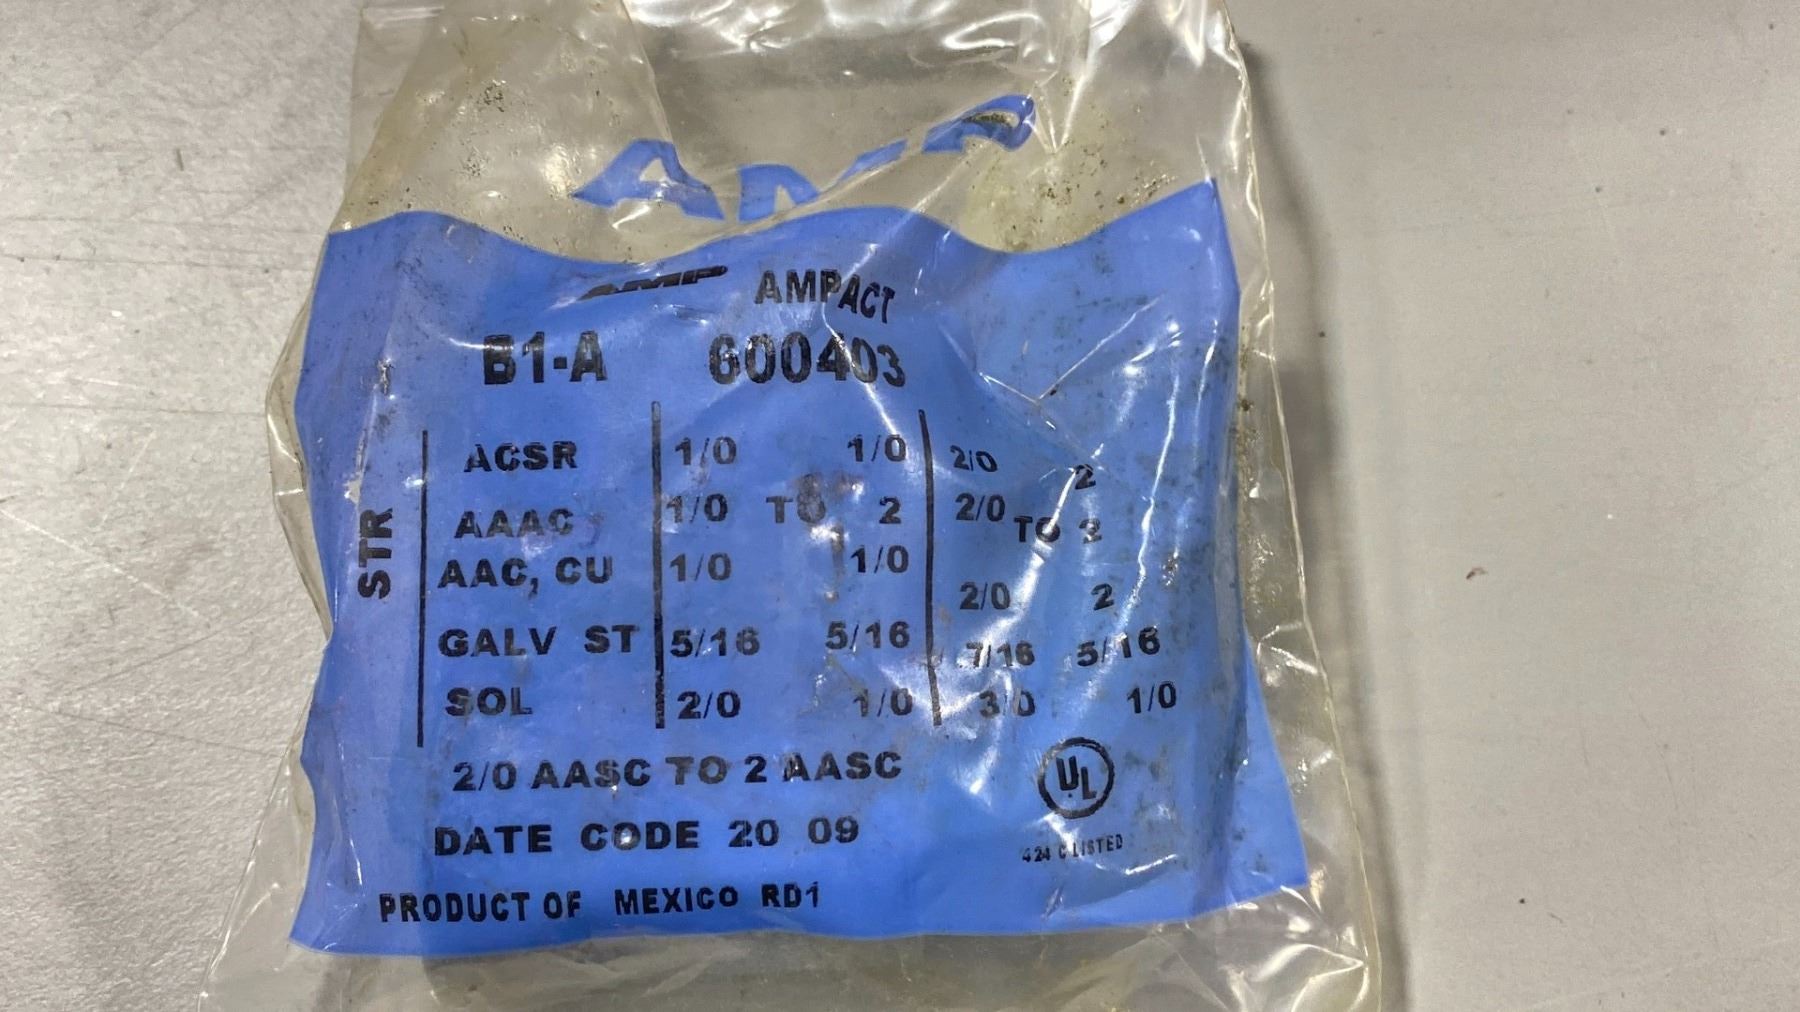 AMP
AMP AMPACT
B1-A 600403
STR
ACSR 1/0 1/0 2/0 2
AAAC 1/0 TO 2 2/0 TO 2
AAC, CU 1/0 1/0 2/0 2
GALV ST 5/16 5/16 7/16 5/16
SOL 2/0 1/0 3/0 1/0
2/0 AASC TO 2 AASC
UL
DATE CODE 20 09
424 C LISTED
PRODUCT OF MEXICO RD1